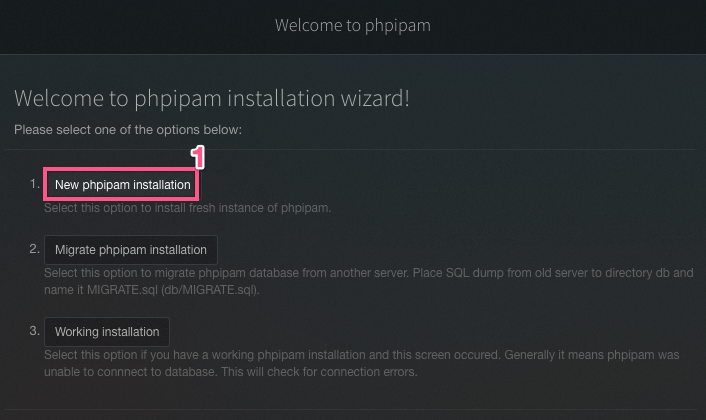 Welcome to phpipam
Welcome to phpipam installation wizard!
Please select one of the options below:
1
1. New phpipam installation
Select this option to install fresh instance of phpipam.
2. Migrate phpipam installation
Select this option to migrate phpipam database from another server. Place SQL dump from old server to directory db and
name it MIGRATE.sql (db/MIGRATE.sql).
3. Working installation
Select this option if you have a working phpipam installation and this screen occured. Generally it means phpipam was
unable to connnect to database. This will check for connection errors.